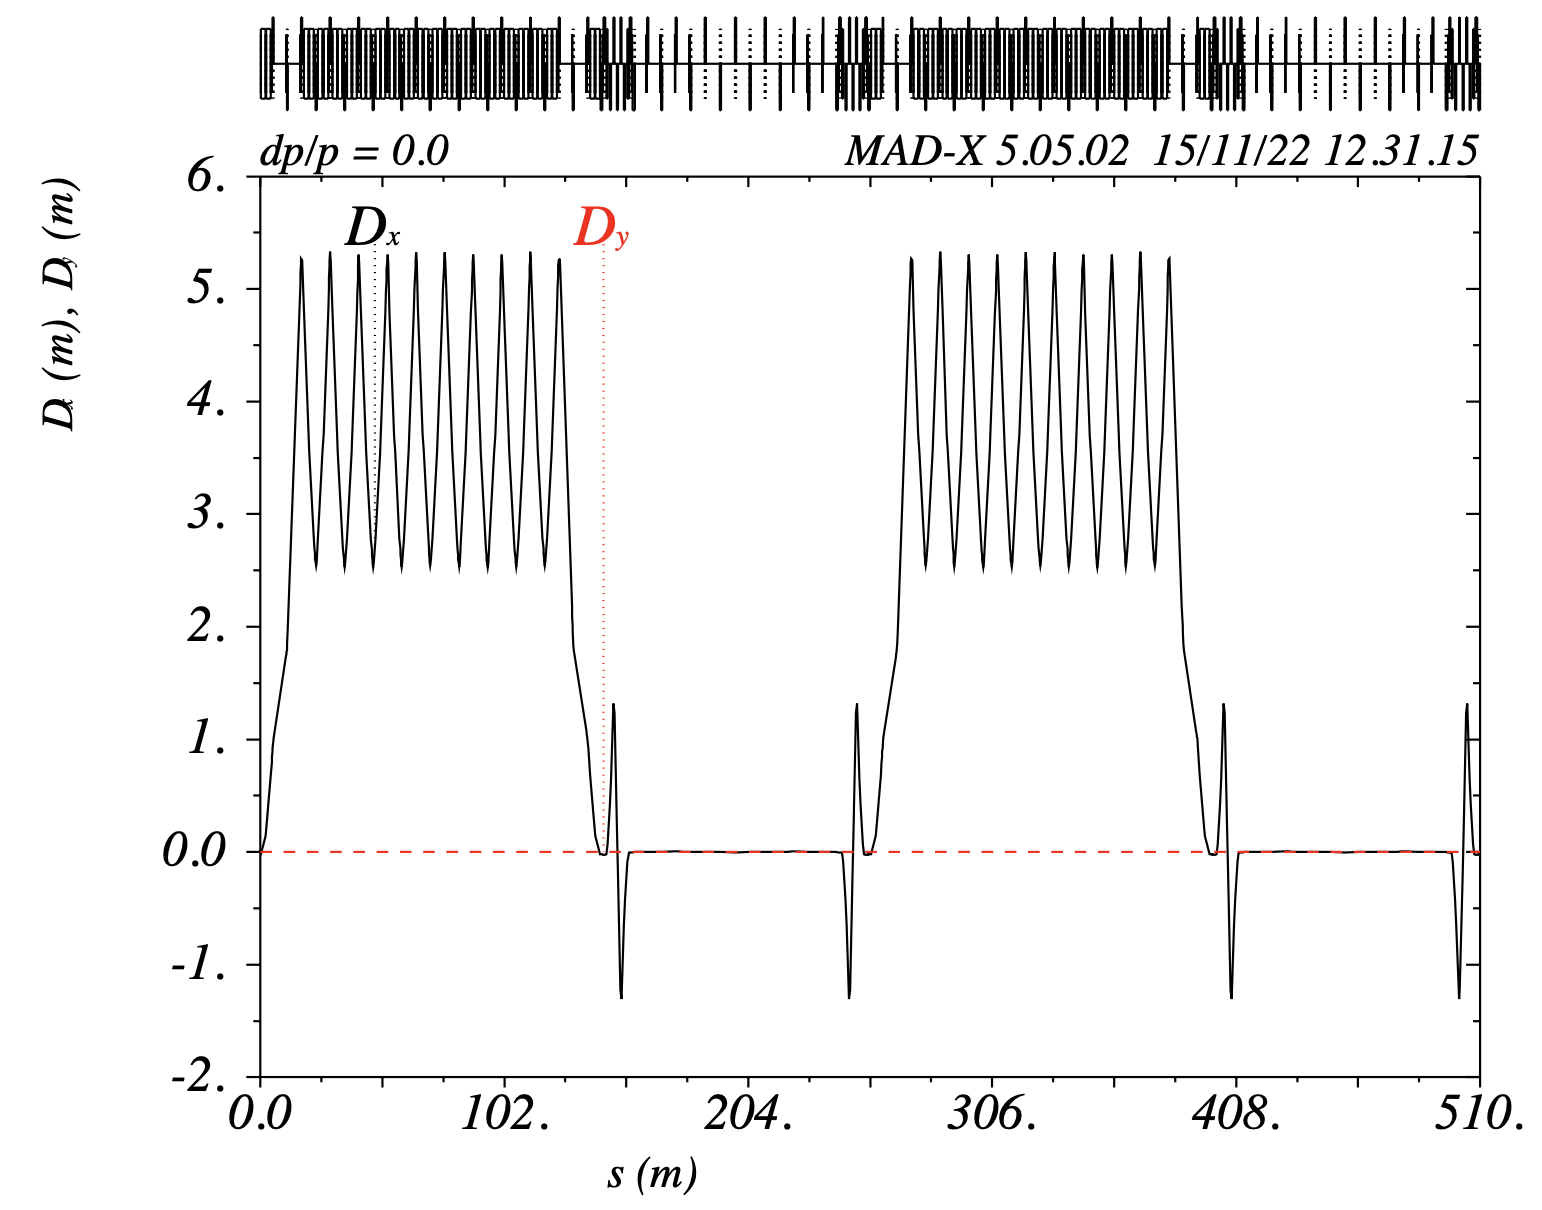 dp/p = 0.0 MAD-X 5.05.02 15/11/22 12.31.15
Dx (m), Dy (m)
6.
5.
4.
3.
2.
1.
0.0
-1.
-2.
Dx Dy
0.0 102. 204. 306. 408. 510.
s (m)